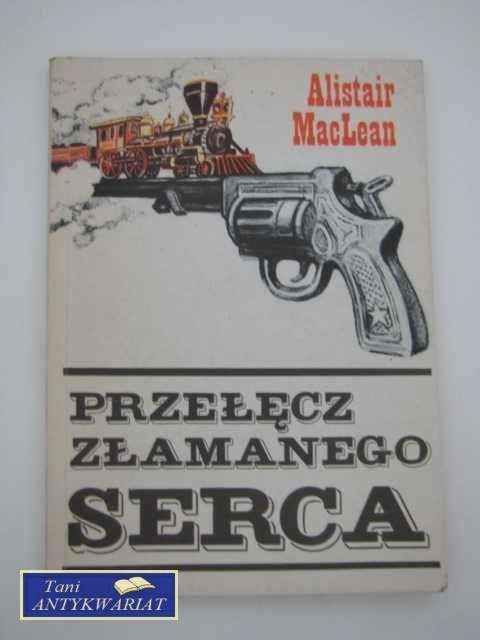 Alistair
MacLean
PRZEŁĘCZ
ZŁAMANEGO
SERCA
Tani
ANTYKWARIAT